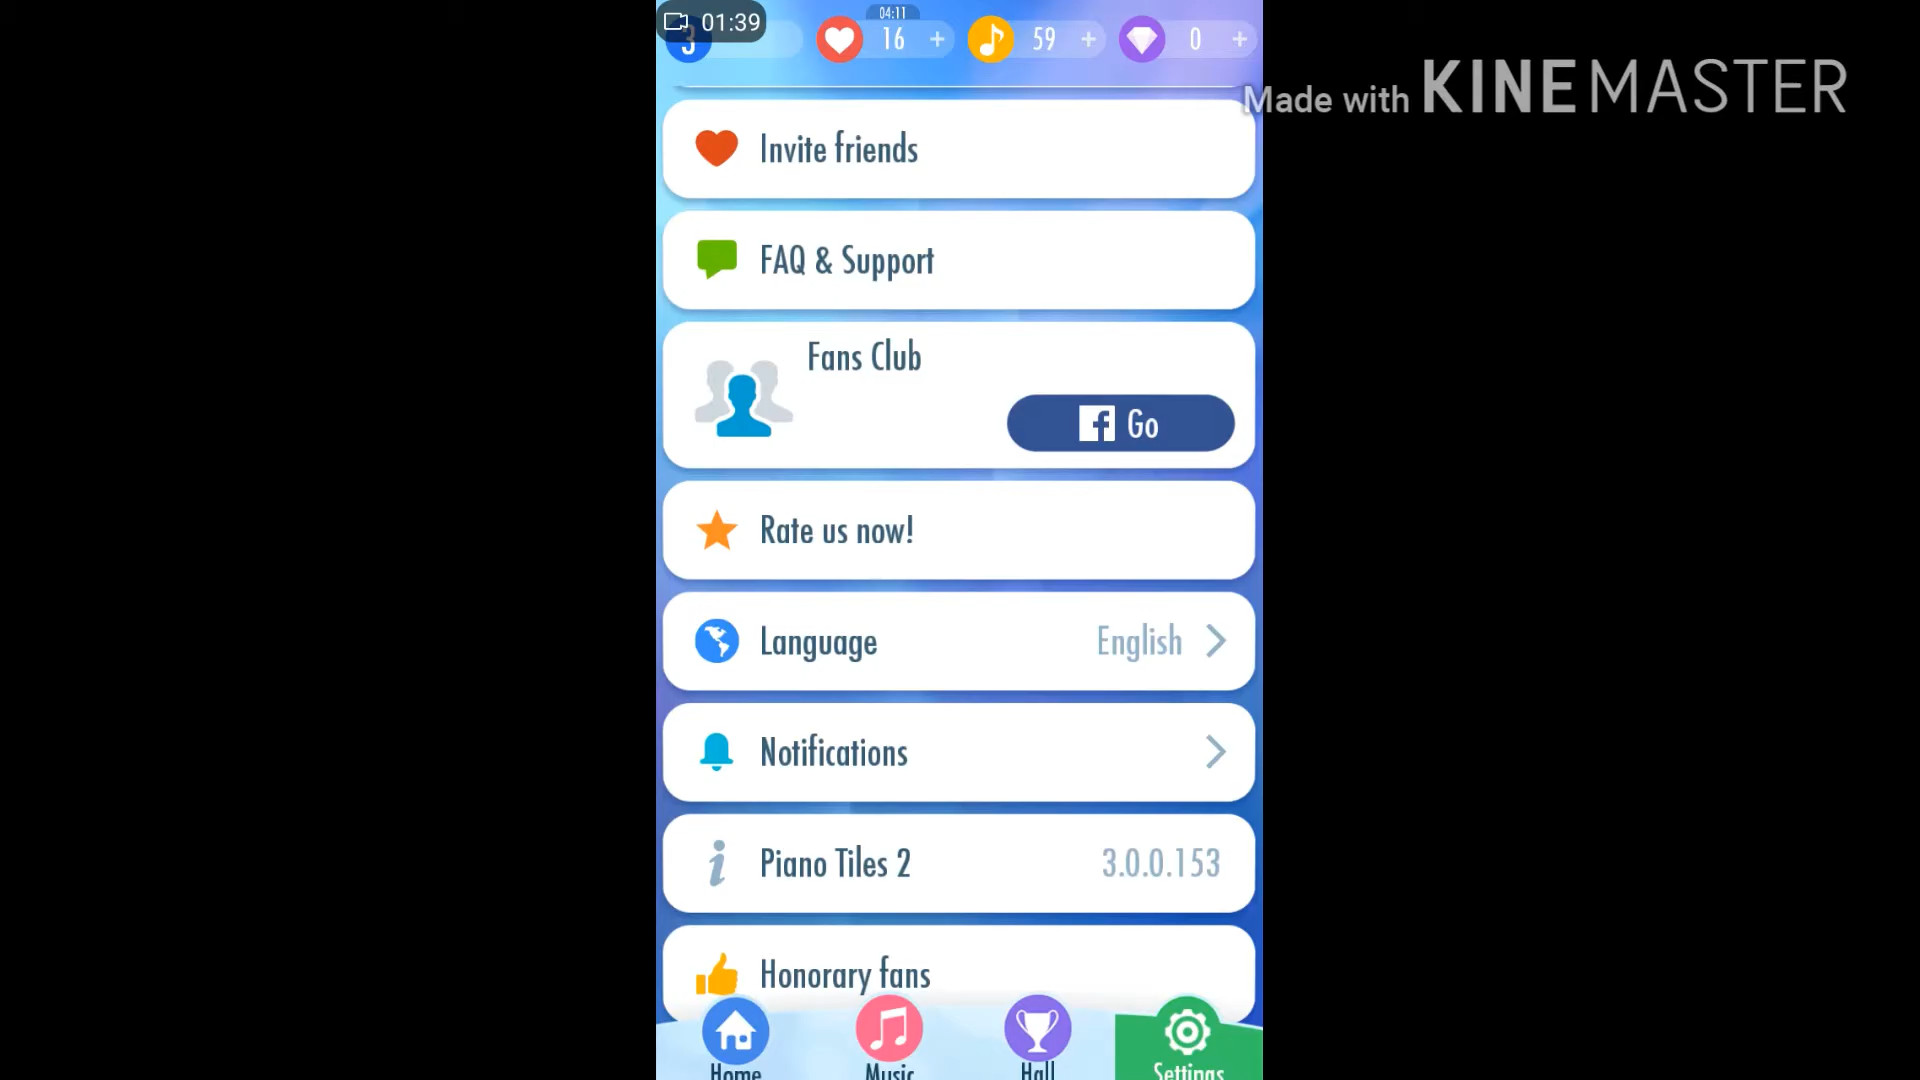 01:39
04:11
3
16 +
59 +
0 +
Made with KINEMASTER
Invite friends
FAQ & Support
Fans Club
f Go
Rate us now!
Language English
Notifications
Piano Tiles 2 3.0.0.153
Honorary fans
Home Music Hall Settings